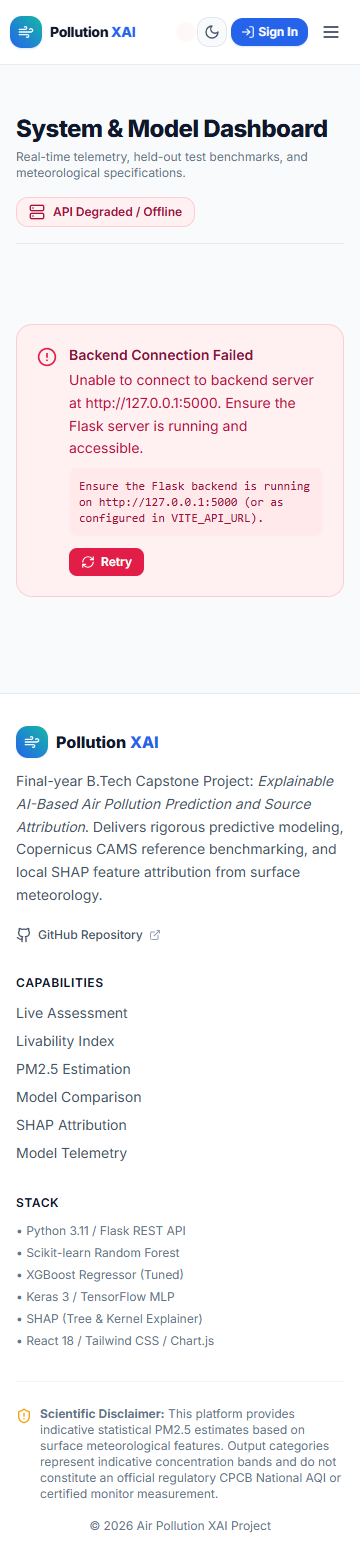 Pollution XAI
Sign In
System & Model Dashboard
Real-time telemetry, held-out test benchmarks, and
meteorological specifications.
API Degraded / Offline
Backend Connection Failed
Unable to connect to backend server
at http://127.0.0.1:5000. Ensure the
Flask server is running and
accessible.
Ensure the Flask backend is running
on http://127.0.0.1:5000 (or as
configured in VITE_API_URL).
Retry
Pollution XAI
Final-year B.Tech Capstone Project: Explainable
AI-Based Air Pollution Prediction and Source
Attribution. Delivers rigorous predictive modeling,
Copernicus CAMS reference benchmarking, and
local SHAP feature attribution from surface
meteorology.
GitHub Repository
CAPABILITIES
Live Assessment
Livability Index
PM2.5 Estimation
Model Comparison
SHAP Attribution
Model Telemetry
STACK
• Python 3.11 / Flask REST API
• Scikit-learn Random Forest
• XGBoost Regressor (Tuned)
• Keras 3 / TensorFlow MLP
• SHAP (Tree & Kernel Explainer)
• React 18 / Tailwind CSS / Chart.js
Scientific Disclaimer: This platform provides
indicative statistical PM2.5 estimates based on
surface meteorological features. Output categories
represent indicative concentration bands and do not
constitute an official regulatory CPCB National AQI or
certified monitor measurement.
© 2026 Air Pollution XAI Project